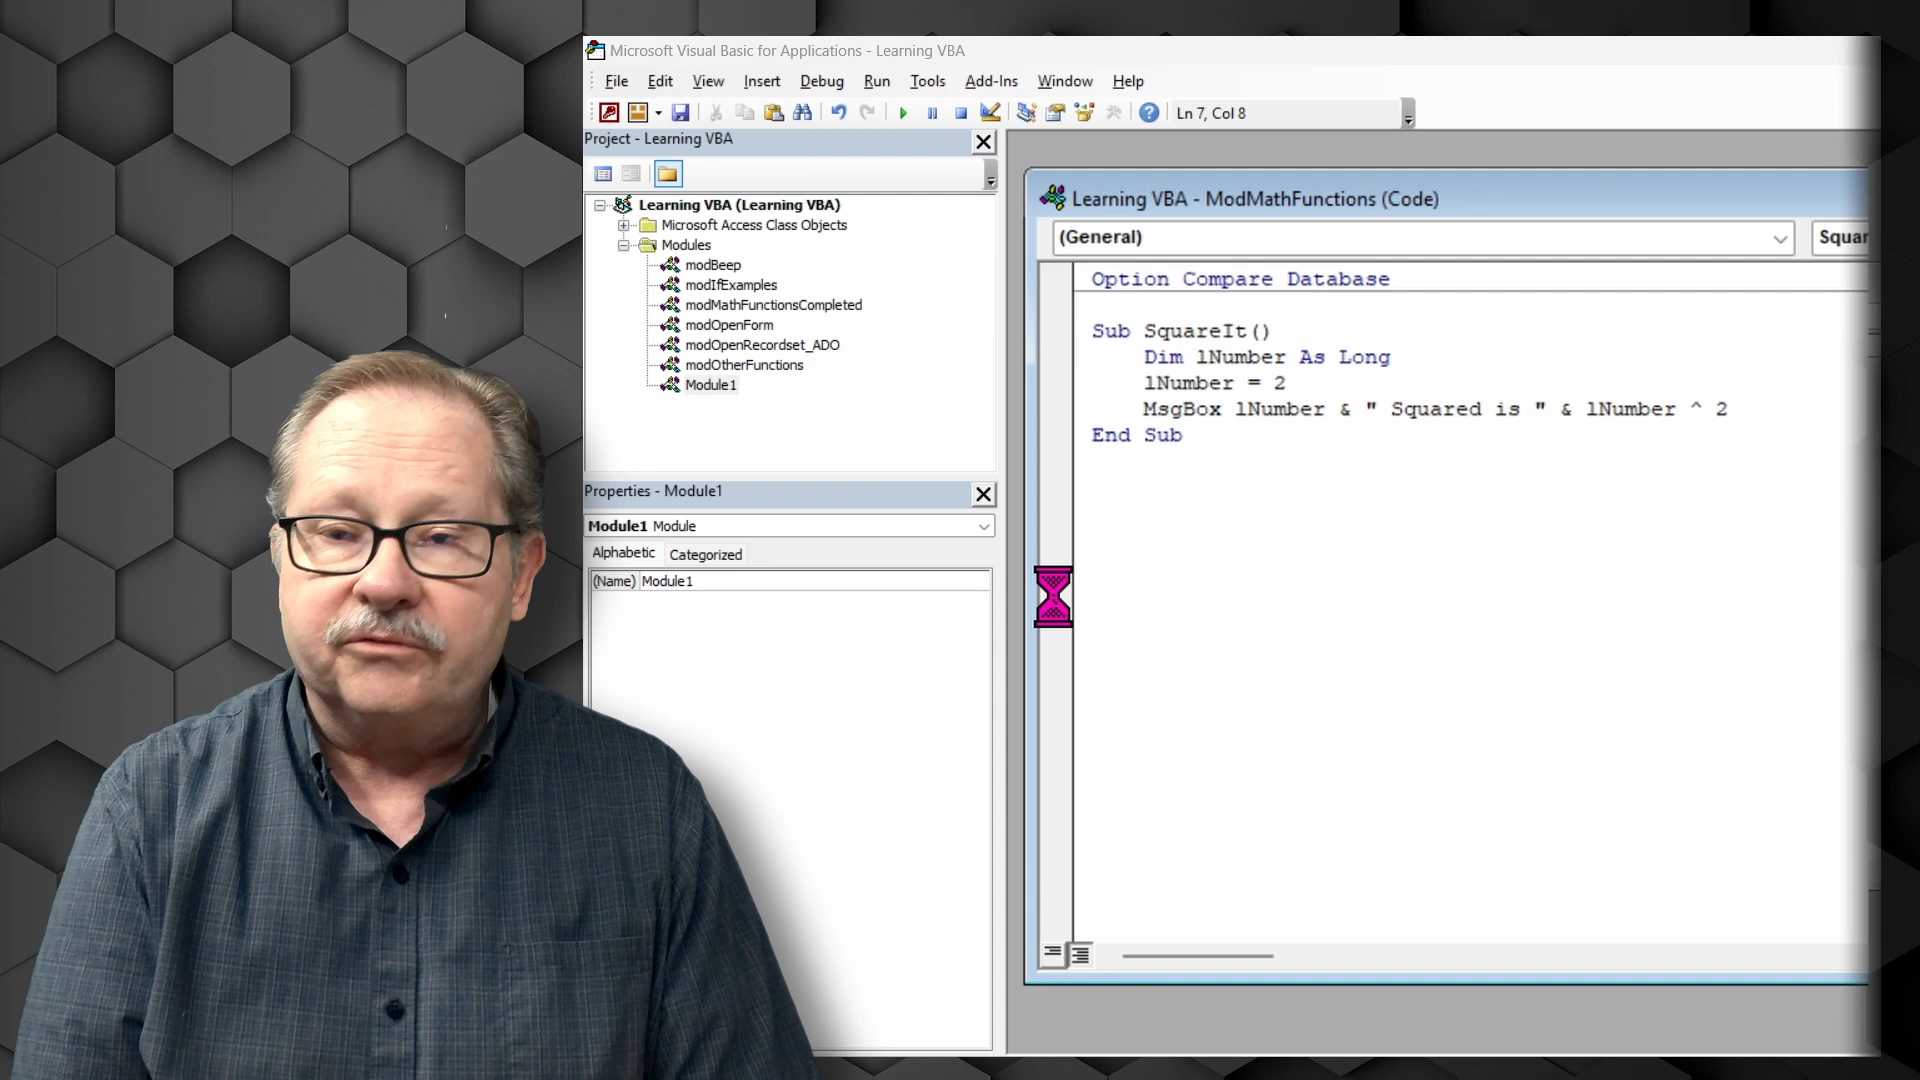 Microsoft Visual Basic for Applications - Learning VBA
File Edit View Insert Debug Run Tools Add-Ins Window Help
Ln 7, Col 8
Project - Learning VBA
Learning VBA (Learning VBA)
Microsoft Access Class Objects
Modules
modBeep
modIfExamples
modMathFunctionsCompleted
modOpenForm
modOpenRecordset_ADO
modOtherFunctions
Module1
Properties - Module1
Module1 Module
Alphabetic Categorized
(Name) Module1
Learning VBA - ModMathFunctions (Code)
(General)
Squar
Option Compare Database
Sub SquareIt()
Dim lNumber As Long
lNumber = 2
MsgBox lNumber & " Squared is " & lNumber ^ 2
End Sub